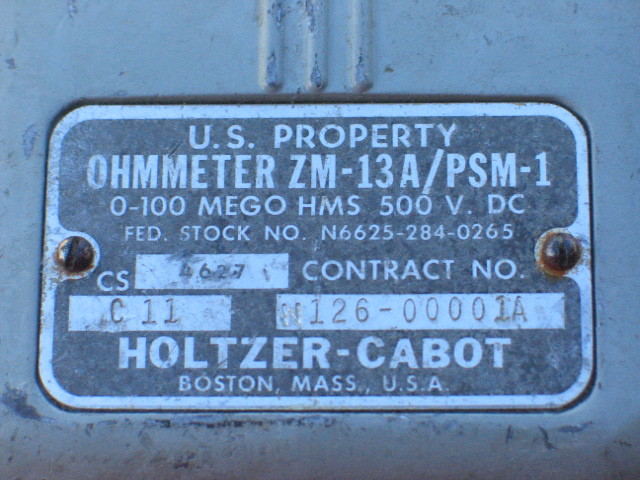 U.S. PROPERTY
OHMMETER ZM-13A/PSM-1
0-100 MEGO HMS 500 V. DC
FED. STOCK NO. N6625-284-0265
CS 4627 CONTRACT NO.
C 11 N126-00001A
HOLTZER-CABOT
BOSTON, MASS., U.S.A.